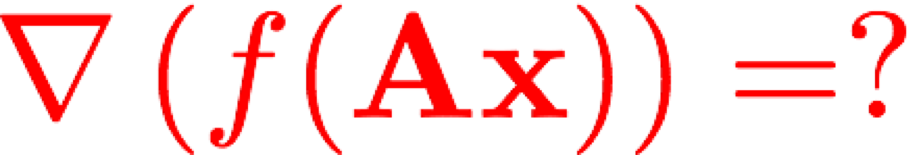 ∇ (f(𝐀𝐱)) =?